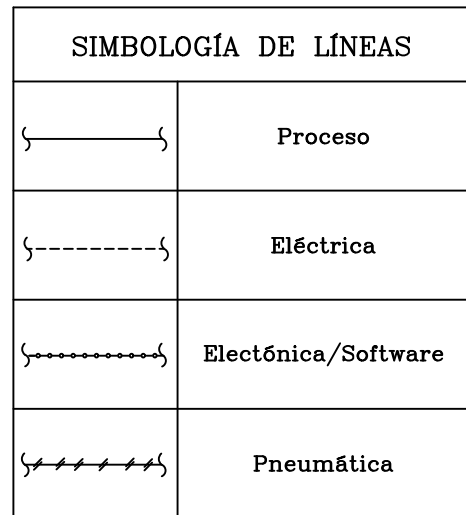 SIMBOLOGÍA DE LÍNEAS
Proceso
Eléctrica
Electónica/Software
Pneumática